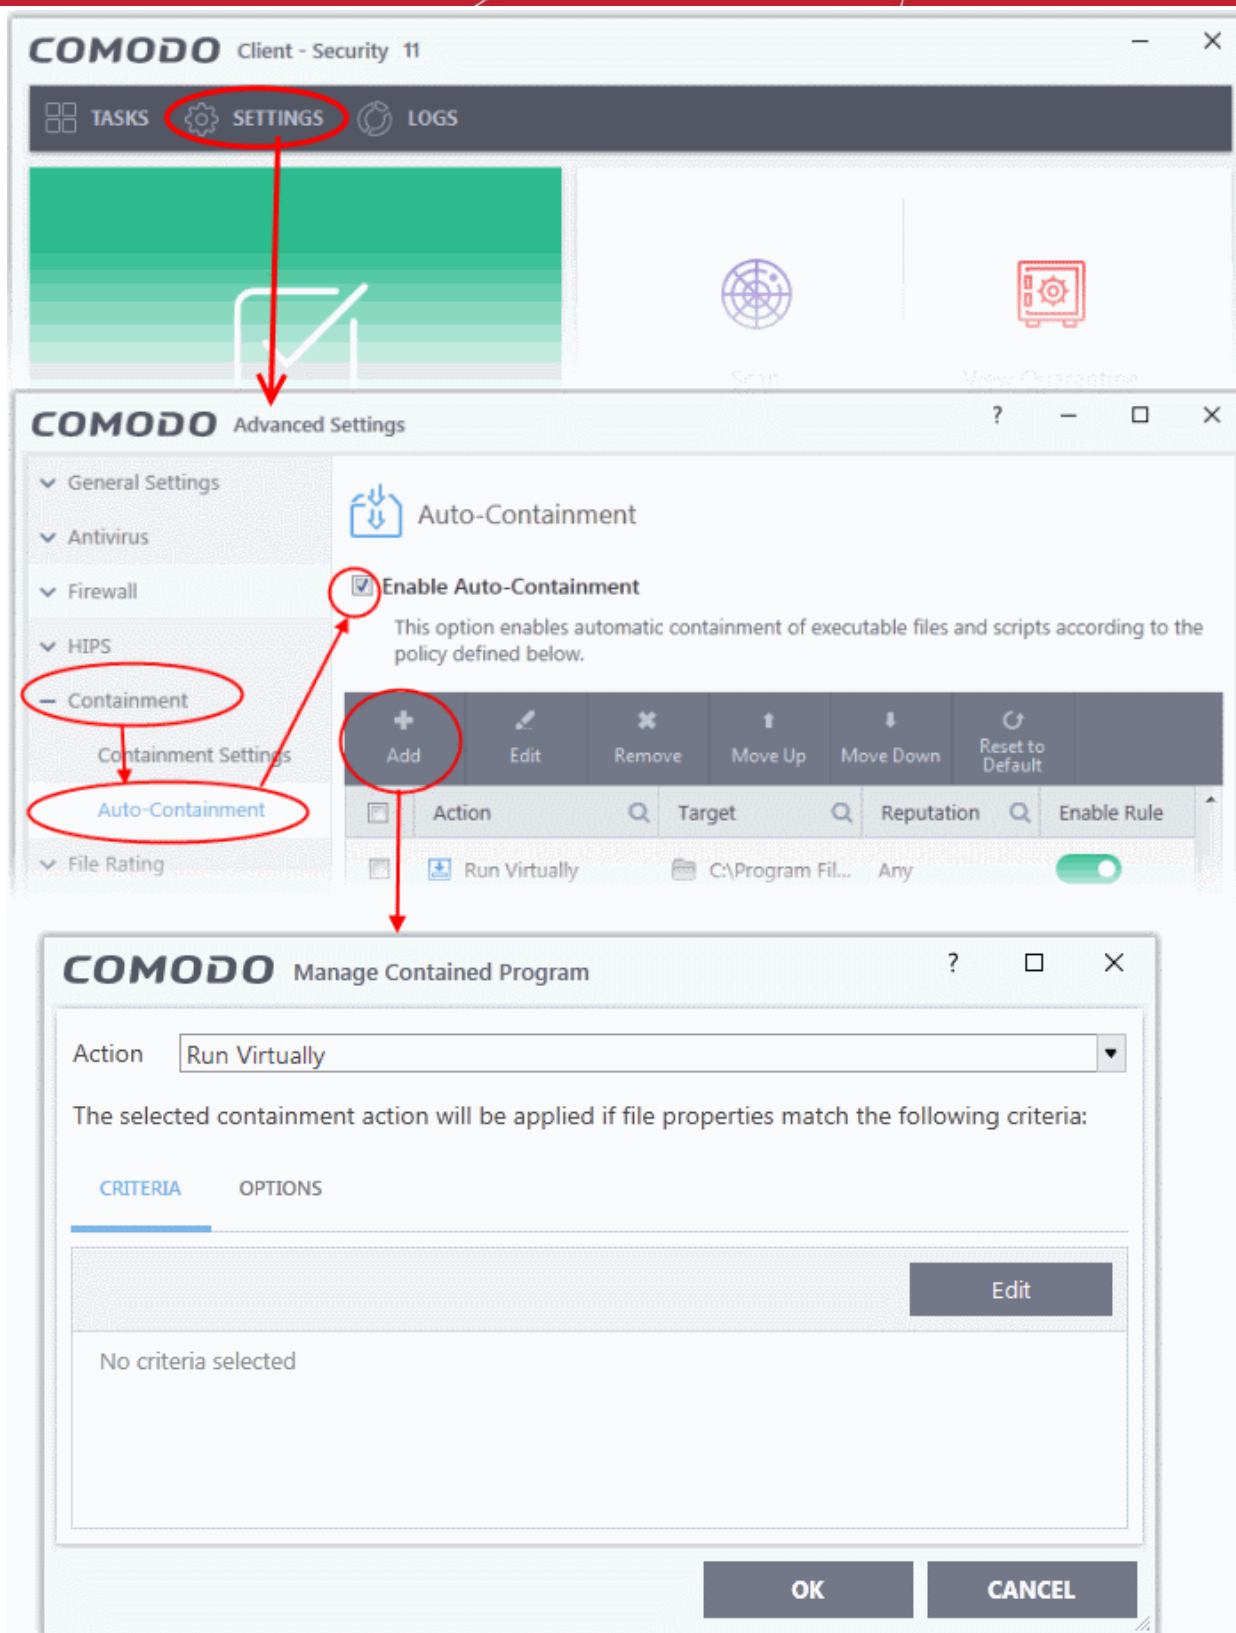 COMODO Client - Security 11
TASKS SETTINGS LOGS
Scan View Quarantine
COMODO Advanced Settings ?
General Settings
Auto-Containment
Antivirus
Firewall
Enable Auto-Containment
This option enables automatic containment of executable files and scripts according to the
policy defined below.
HIPS
Containment
Containment Settings
Auto-Containment
File Rating
Add Edit Remove Move Up Move Down Reset to
Default
Action Target Reputation Enable Rule
Run Virtually C:\Program Fil... Any
COMODO Manage Contained Program ?
Action Run Virtually
The selected containment action will be applied if file properties match the following criteria:
CRITERIA OPTIONS
Edit
No criteria selected
OK CANCEL